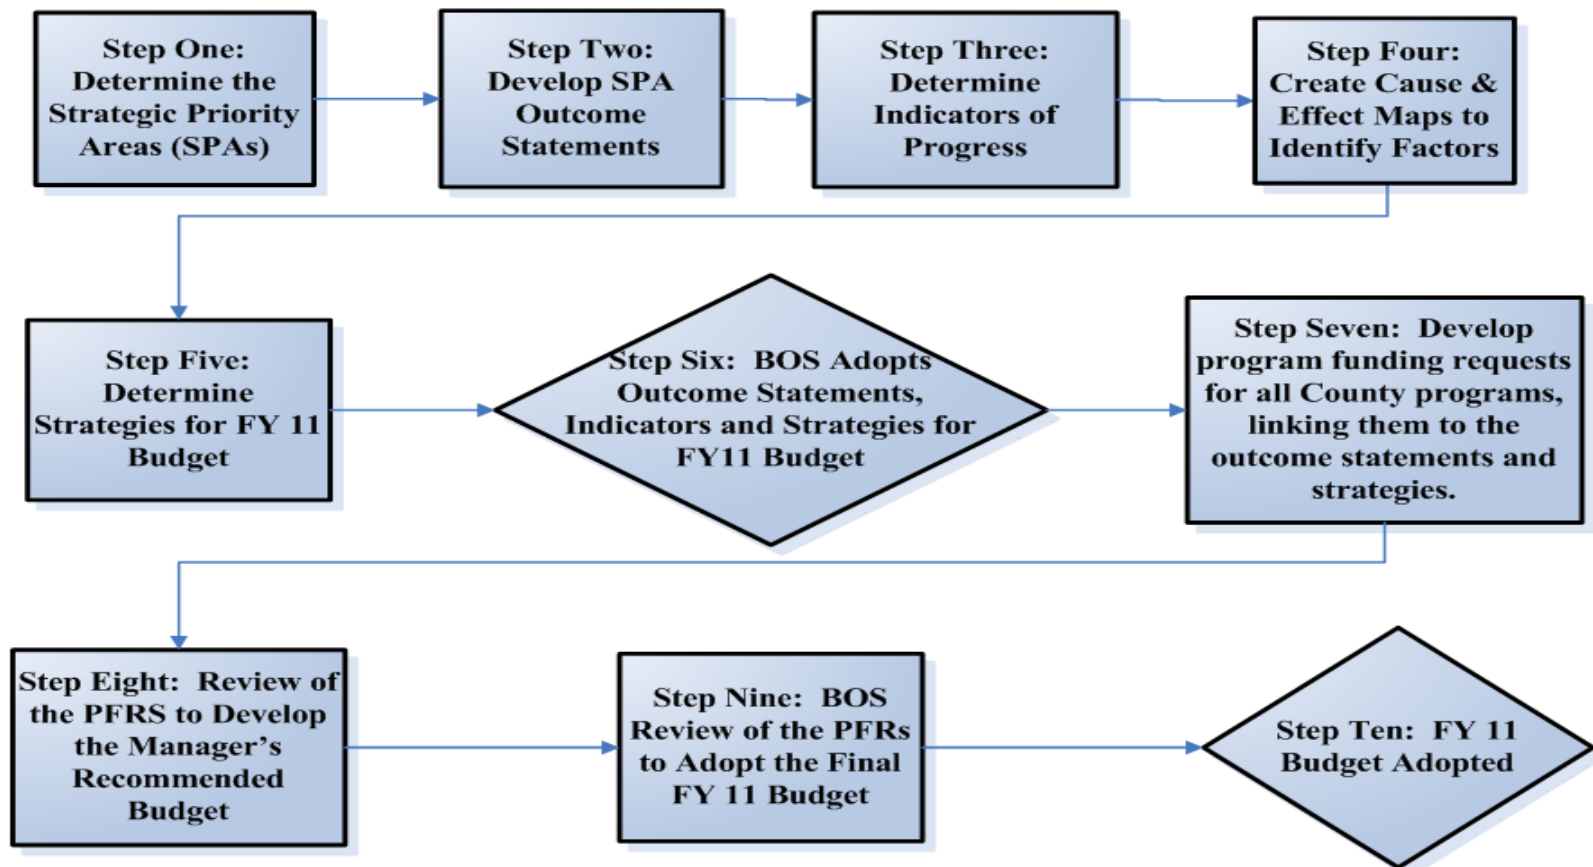 Step One:
Determine the
Strategic Priority
Areas (SPAs)
Step Two:
Develop SPA
Outcome
Statements
Step Three:
Determine
Indicators of
Progress
Step Four:
Create Cause &
Effect Maps to
Identify Factors
Step Five:
Determine
Strategies for FY 11
Budget
Step Six:  BOS Adopts
Outcome Statements,
Indicators and Strategies for
FY11 Budget
Step Seven:  Develop
program funding requests
for all County programs,
linking them to the
outcome statements and
strategies.
Step Eight:  Review of
the PFRS to Develop
the Manager’s
Recommended
Budget
Step Nine:  BOS
Review of the PFRs
to Adopt the Final
FY 11 Budget
Step Ten:  FY 11
Budget Adopted